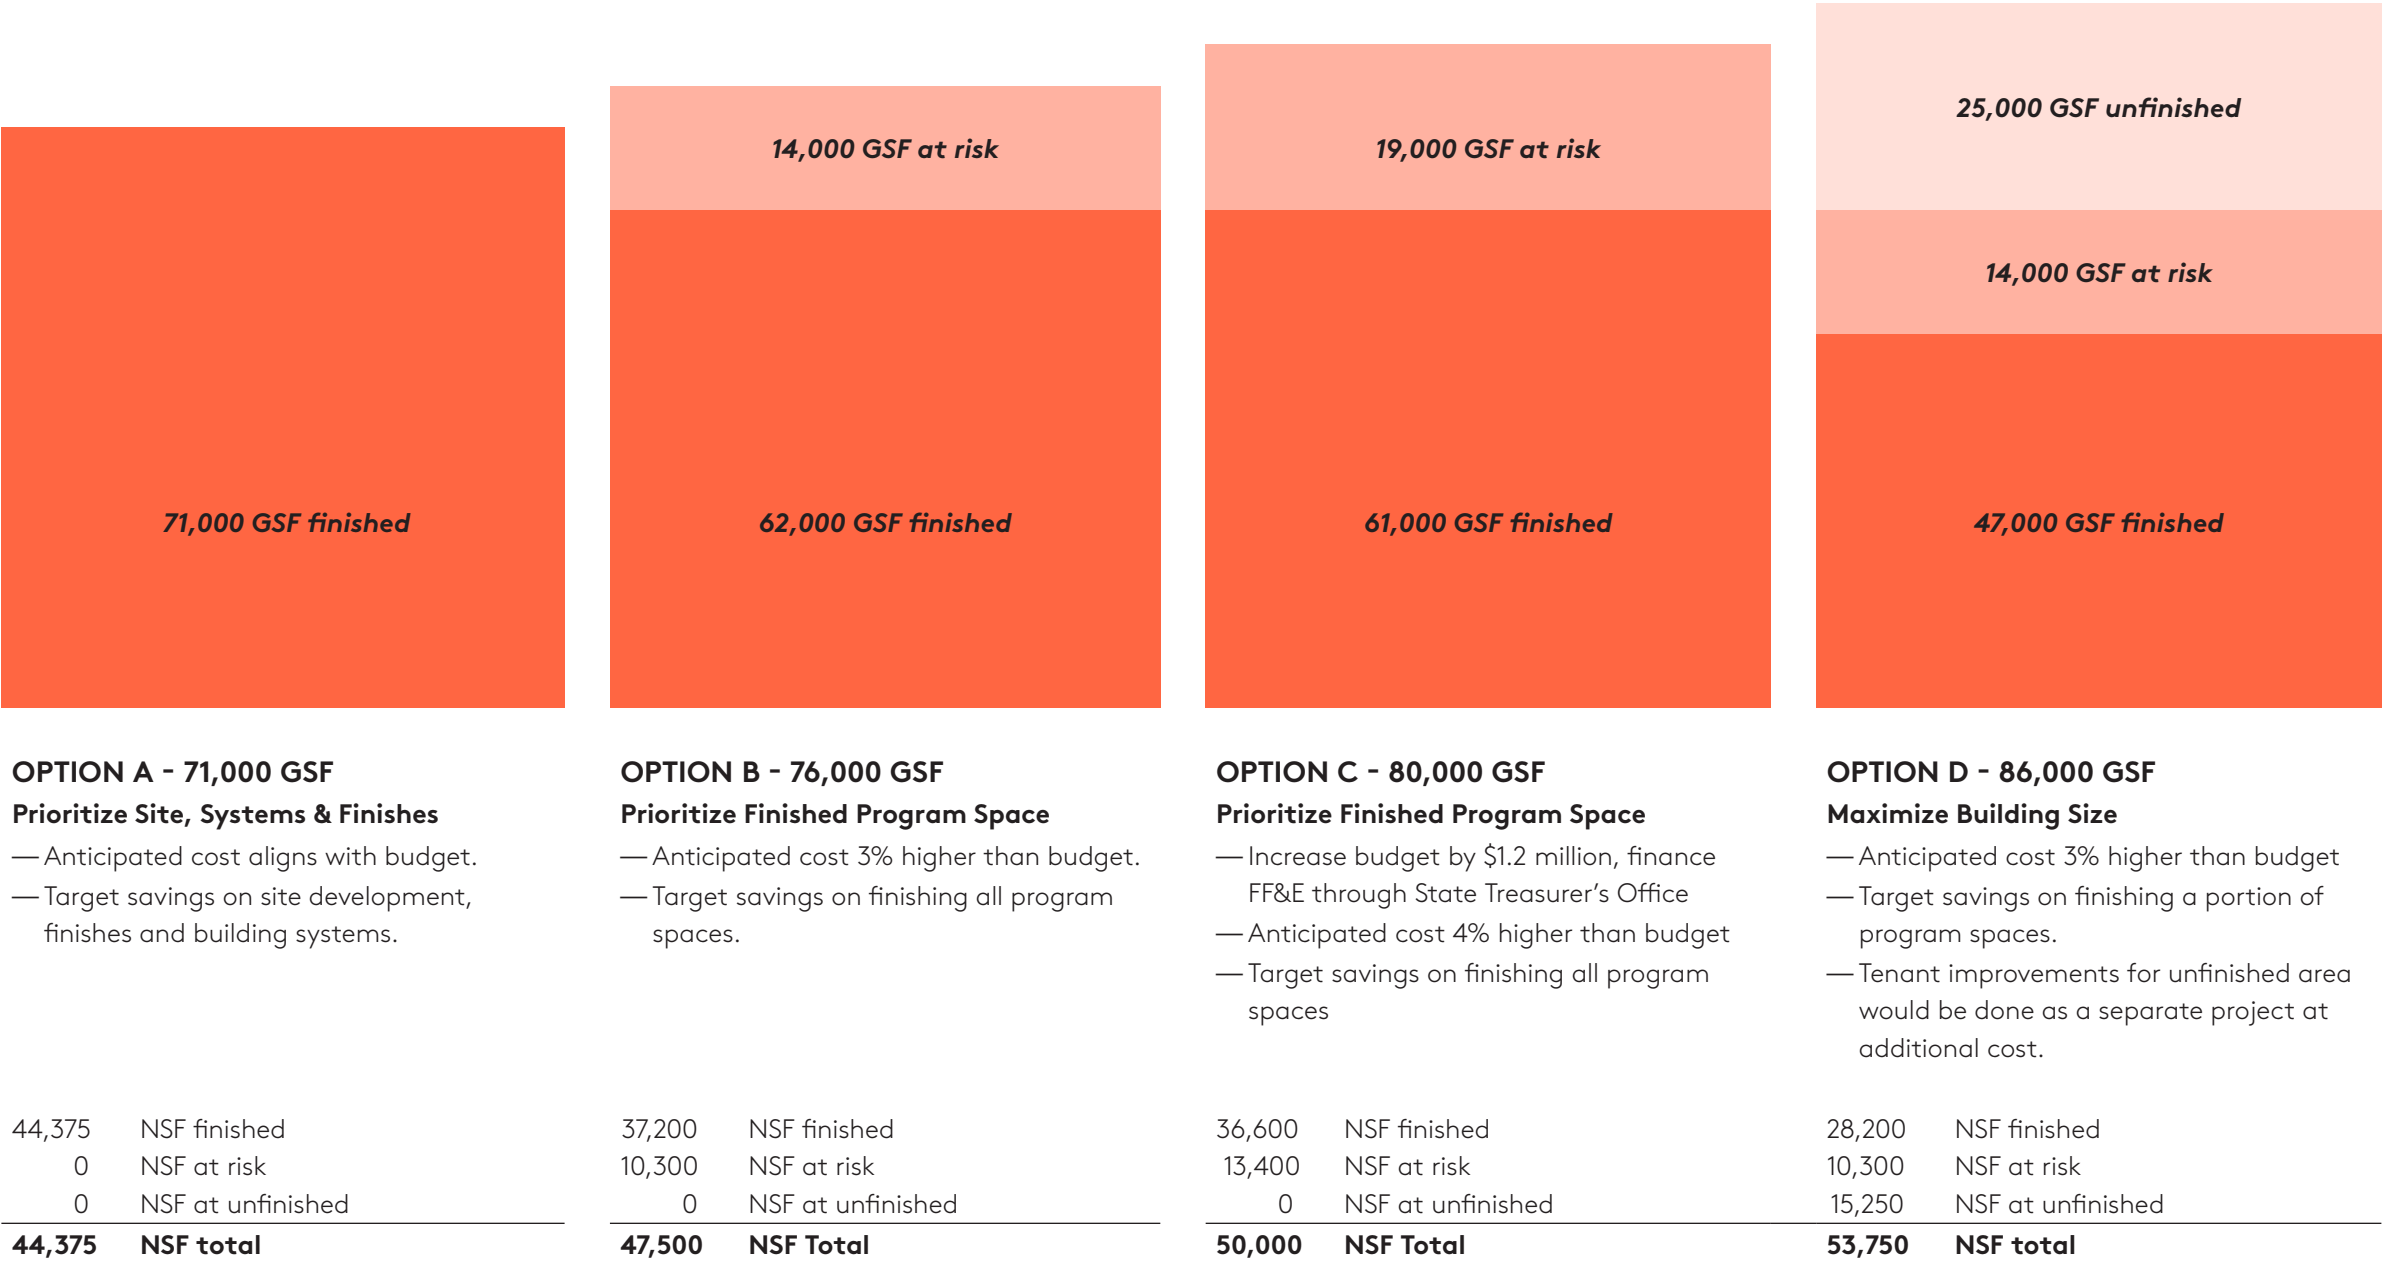 71,000 GSF finished
14,000 GSF at risk
62,000 GSF finished
19,000 GSF at risk
61,000 GSF finished
25,000 GSF unfinished
14,000 GSF at risk
47,000 GSF finished
OPTION A - 71,000 GSF
Prioritize Site, Systems & Finishes
— Anticipated cost aligns with budget.
— Target savings on site development,
finishes and building systems.
44,375 NSF finished
0 NSF at risk
0 NSF at unfinished
44,375 NSF total
OPTION B - 76,000 GSF
Prioritize Finished Program Space
— Anticipated cost 3% higher than budget.
— Target savings on finishing all program
spaces.
37,200 NSF finished
10,300 NSF at risk
0 NSF at unfinished
47,500 NSF Total
OPTION C - 80,000 GSF
Prioritize Finished Program Space
— Increase budget by $1.2 million, finance
FF&E through State Treasurer’s Office
— Anticipated cost 4% higher than budget
— Target savings on finishing all program
spaces
36,600 NSF finished
13,400 NSF at risk
0 NSF at unfinished
50,000 NSF Total
OPTION D - 86,000 GSF
Maximize Building Size
— Anticipated cost 3% higher than budget
— Target savings on finishing a portion of
program spaces.
— Tenant improvements for unfinished area
would be done as a separate project at
additional cost.
28,200 NSF finished
10,300 NSF at risk
15,250 NSF at unfinished
53,750 NSF total